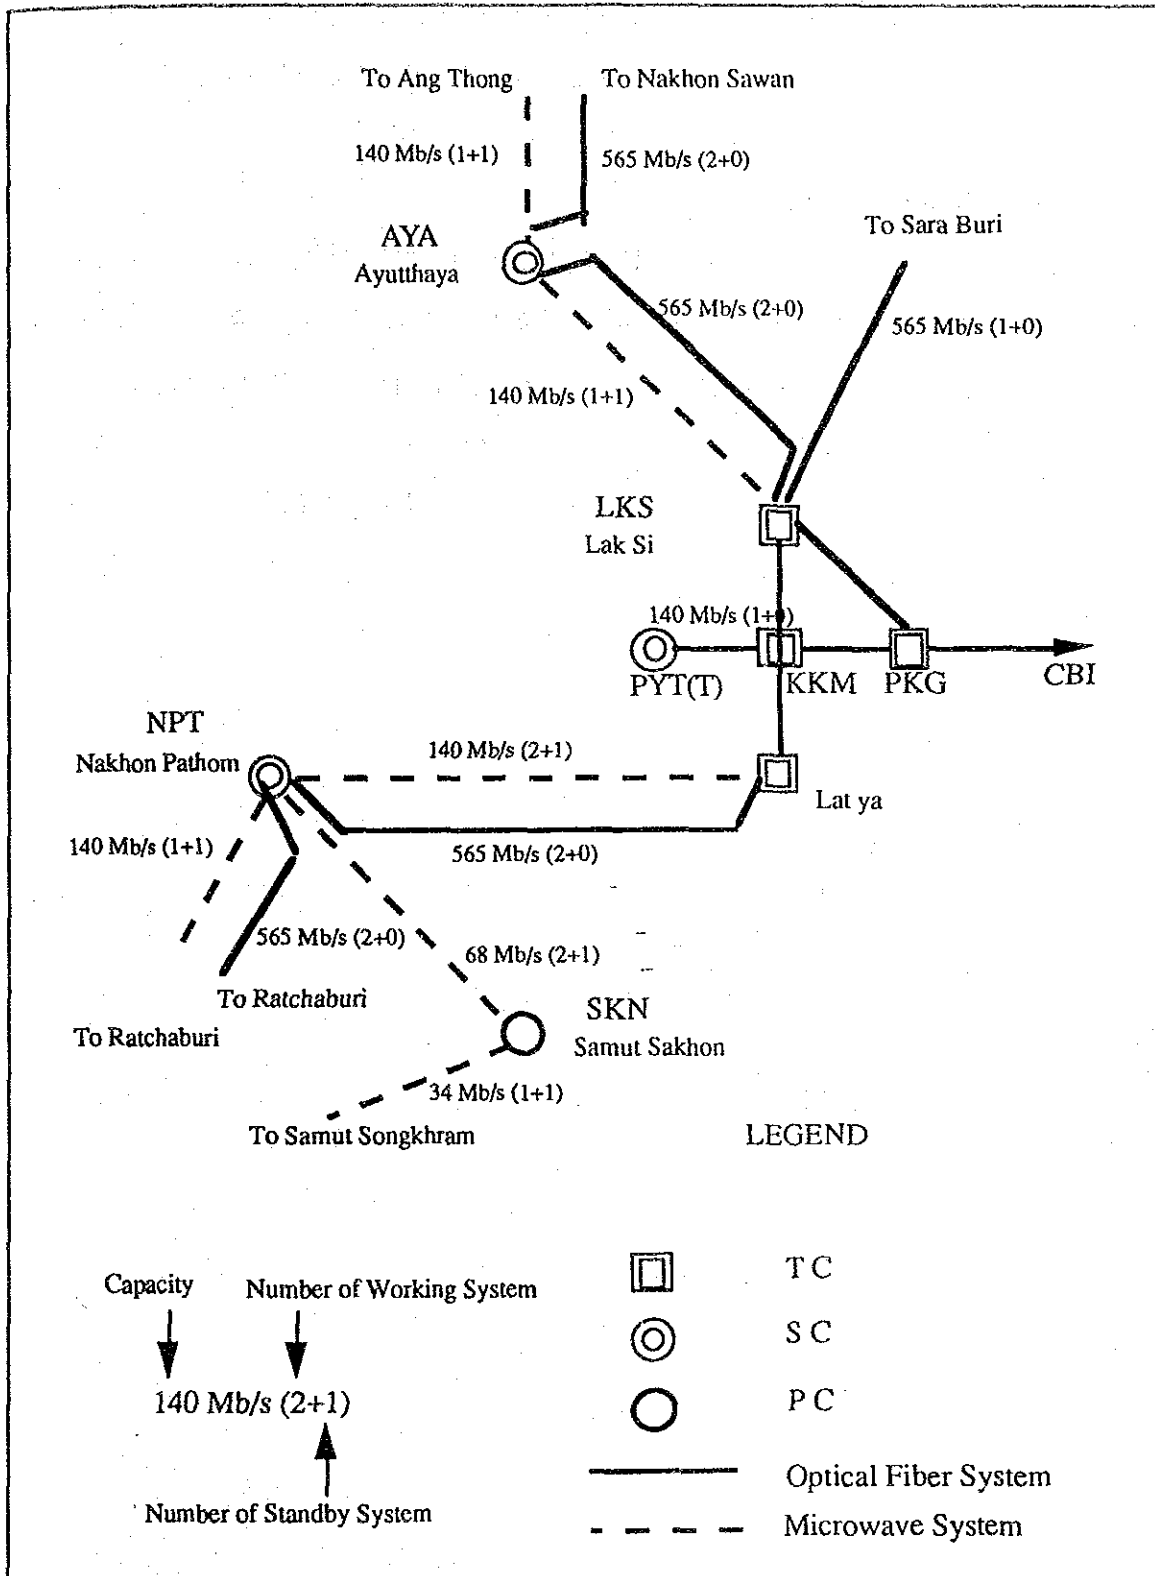 To Ang Thong
To Nakhon Sawan
140 Mb/s (1+1)
565 Mb/s (2+0)
AYA
Ayutthaya
To Sara Buri
565 Mb/s (2+0)
565 Mb/s (1+0)
140 Mb/s (1+1)
LKS
Lak Si
140 Mb/s (1+0)
PYT(T)
KKM
PKG
CBI
NPT
Nakhon Pathom
140 Mb/s (2+1)
Lat ya
140 Mb/s (1+1)
565 Mb/s (2+0)
565 Mb/s (2+0)
68 Mb/s (2+1)
To Ratchaburi
To Ratchaburi
SKN
Samut Sakhon
34 Mb/s (1+1)
To Samut Songkhram
LEGEND
Capacity
Number of Working System
140 Mb/s (2+1)
Number of Standby System
T C
S C
P C
Optical Fiber System
Microwave System